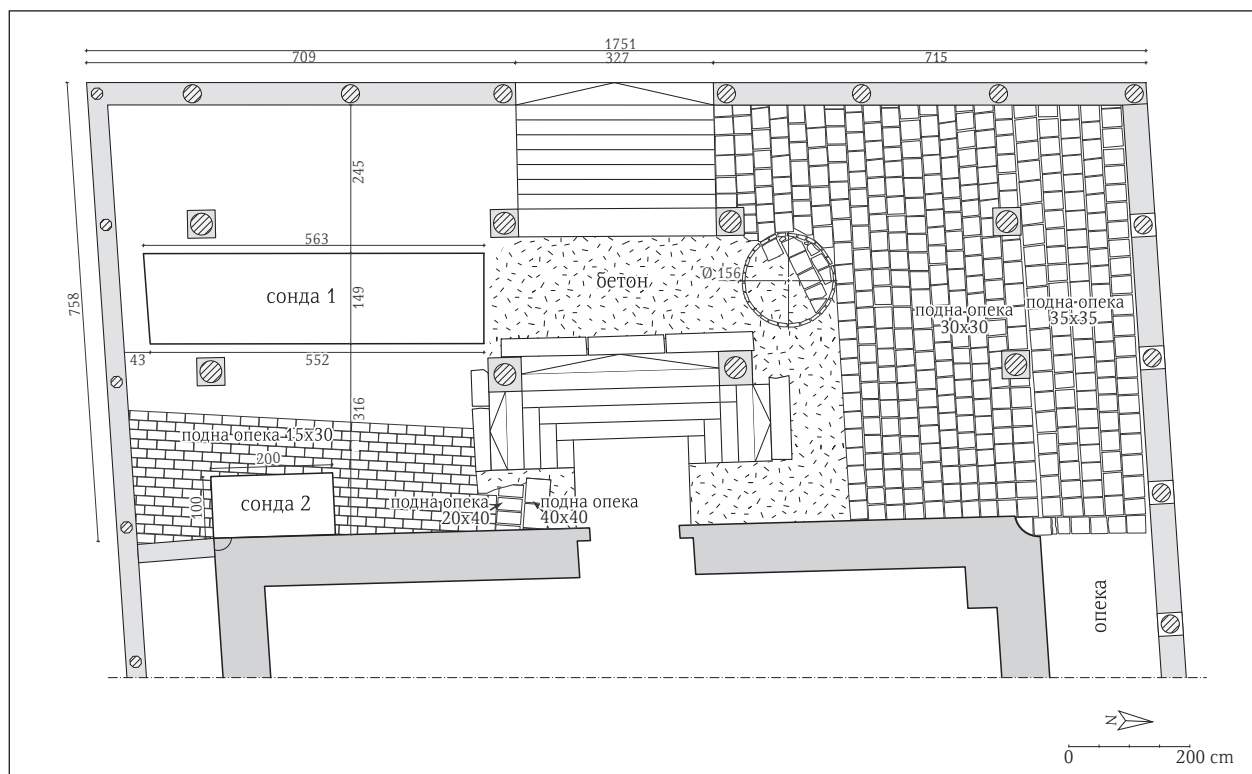 1751
709
327
715
245
758
563
сонда 1
149
бетон
Ø 156
подна опека
30x30
подна опека
35x35
43
552
316
подна опека 15x30
200
100
сонда 2
подна опека
20x40
подна опека
40x40
опека
N
0
200 cm